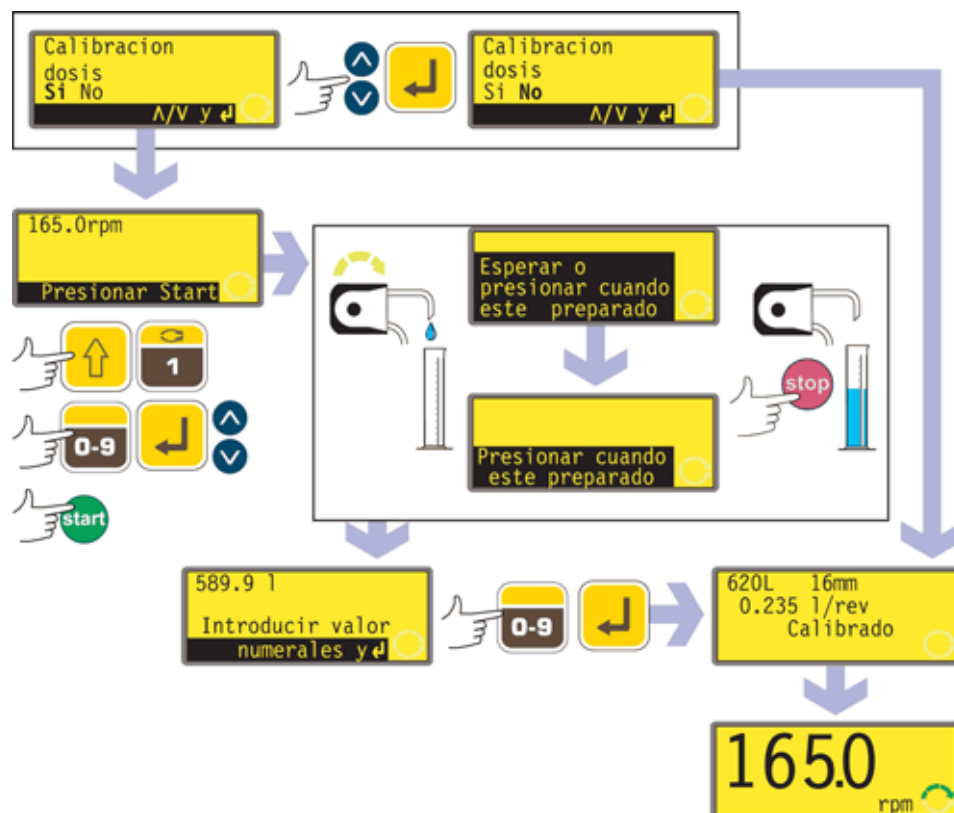 Calibracion
dosis
Si No
Λ/V y ↲
Calibracion
dosis
Si No
Λ/V y ↲
165.0rpm
Presionar Start
1
0-9
start
Esperar o
presionar cuando
este preparado
Presionar cuando
este preparado
stop
589.9 l
Introducir valor
numerales y↲
0-9
620L 16mm
0.235 l/rev
Calibrado
165.0
rpm